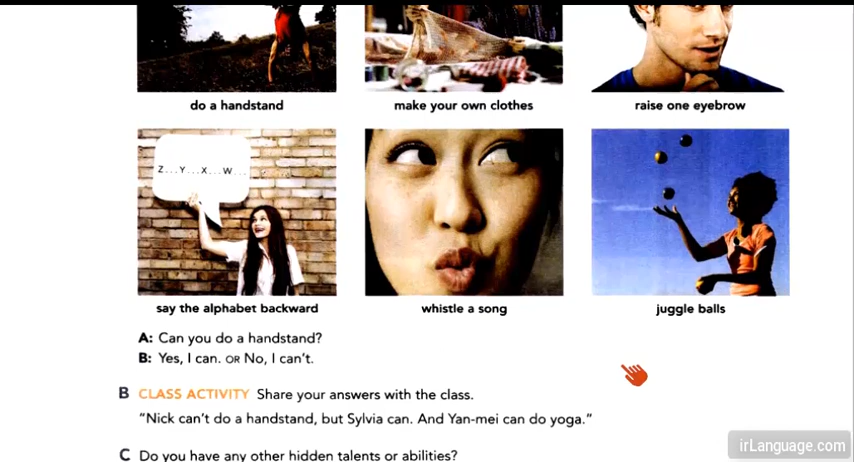 do a handstand
make your own clothes
raise one eyebrow
Z...Y...X...W...
say the alphabet backward
whistle a song
juggle balls
A: Can you do a handstand?
B: Yes, I can. OR No, I can't.
B CLASS ACTIVITY Share your answers with the class.
"Nick can't do a handstand, but Sylvia can. And Yan-mei can do yoga."
C Do you have any other hidden talents or abilities?
irLanguage.com